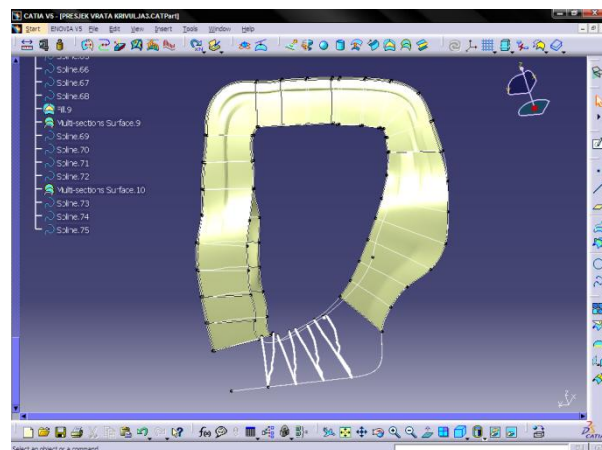 CATIA V5 - [PRESJEK VRATA KRIVULJA3.CATPart]
Start ENOVIA V5 File Edit View Insert Tools Window Help
Spline.65
Spline.66
Spline.67
Spline.68
Fill.9
Multi-sections Surface.9
Spline.69
Spline.70
Spline.71
Spline.72
Multi-sections Surface.10
Spline.73
Spline.74
Spline.75
Select an object or a command